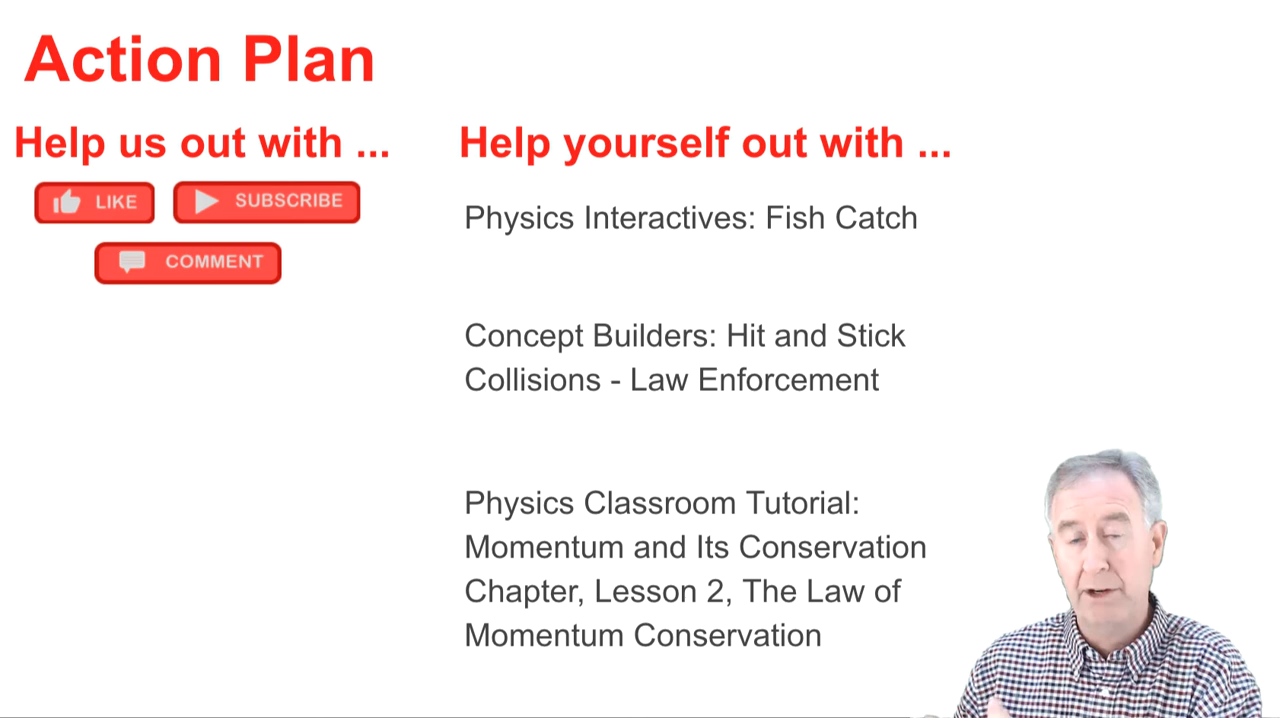 Action Plan
Help us out with ...
LIKE
SUBSCRIBE
COMMENT
Help yourself out with ...
Physics Interactives: Fish Catch
Concept Builders: Hit and Stick
Collisions - Law Enforcement
Physics Classroom Tutorial:
Momentum and Its Conservation
Chapter, Lesson 2, The Law of
Momentum Conservation